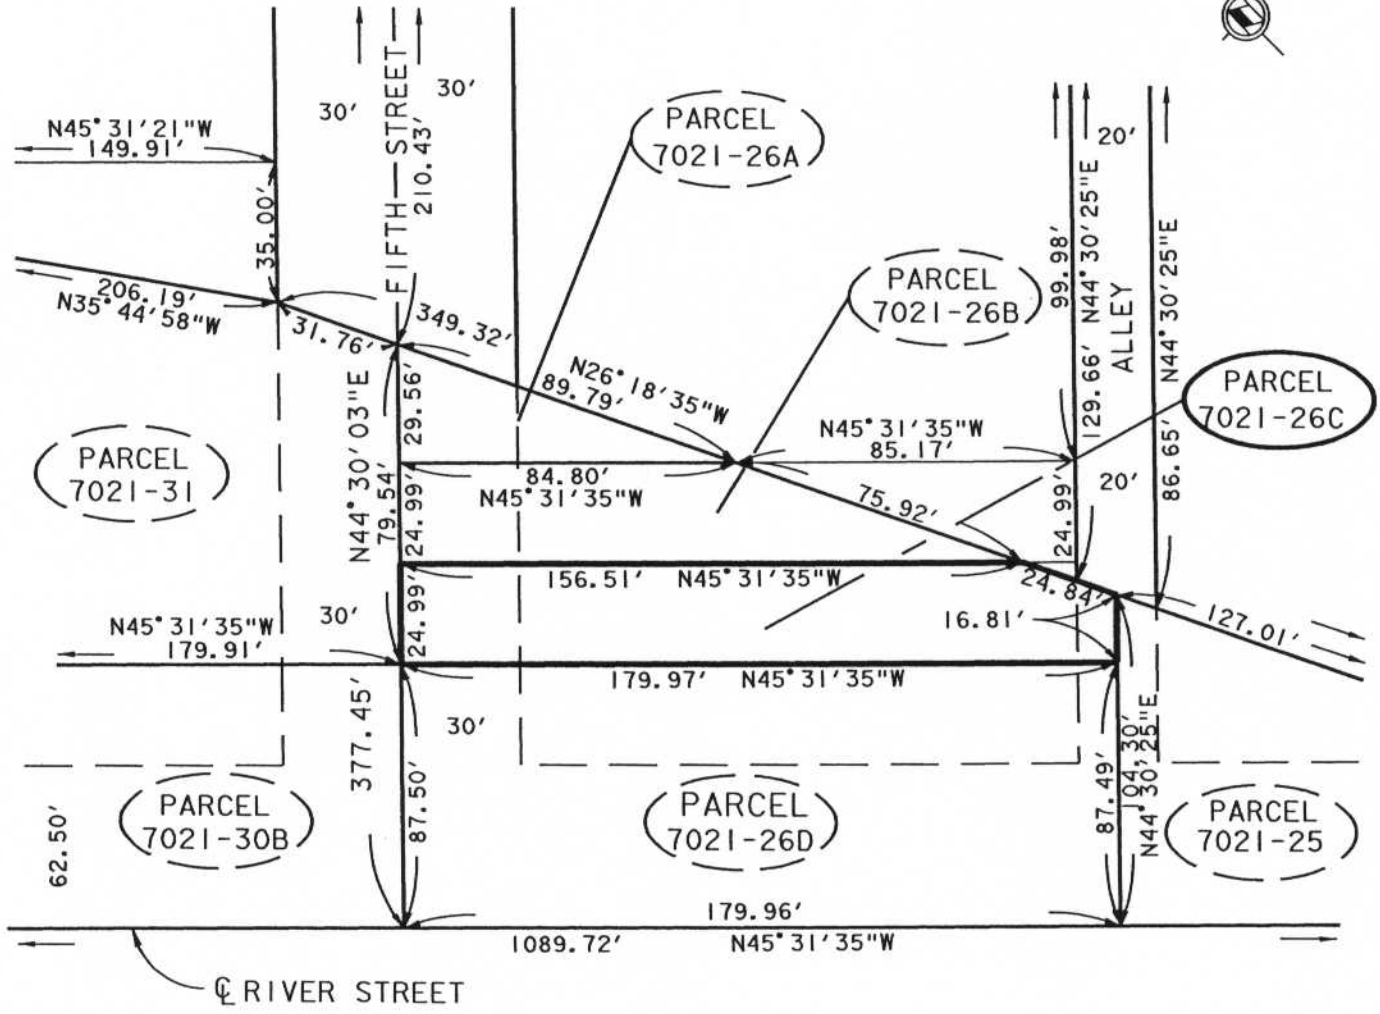 30'
30'
FIFTH STREET
210.43'
PARCEL
7021-26A
20'
N45°31'21"W
149.91'
35.00'
206.19'
N35°44'58"W
31.76'
349.32'
N26°18'35"W
89.79'
PARCEL
7021-26B
99.98'
N44°30'25"E
129.66'
ALLEY
N44°30'25"E
86.65'
PARCEL
7021-26C
PARCEL
7021-31
N44°30'03"E
79.54'
29.56'
84.80'
N45°31'35"W
N45°31'35"W
85.17'
75.92'
24.99'
20'
24.99'
156.51' N45°31'35"W
24.84'
24.99'
16.81'
127.01'
N45°31'35"W
179.91'
30'
179.97' N45°31'35"W
30'
377.45'
87.50'
87.49'
104.30'
N44°30'25"E
62.50'
PARCEL
7021-30B
PARCEL
7021-26D
PARCEL
7021-25
179.96'
1089.72' N45°31'35"W
℄ RIVER STREET